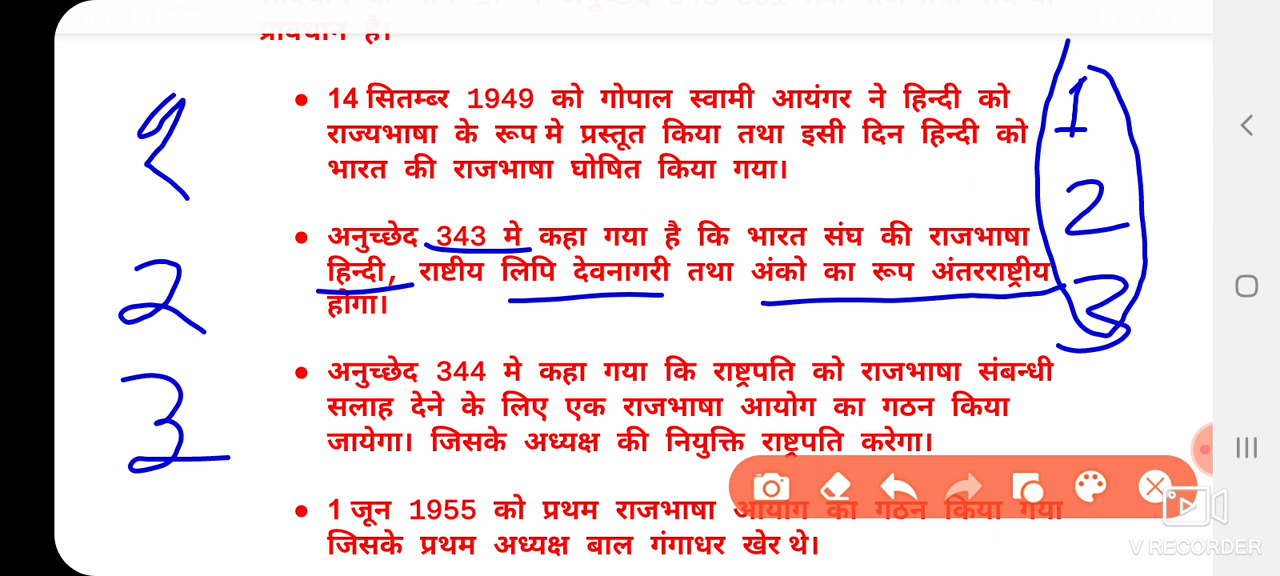 प्रावधान है।
14 सितम्बर 1949 को गोपाल स्वामी आयंगर ने हिन्दी को
राज्यभाषा के रूप मे प्रस्तूत किया तथा इसी दिन हिन्दी को
भारत की राजभाषा घोषित किया गया।
अनुच्छेद 343 मे कहा गया है कि भारत संघ की राजभाषा
हिन्दी, राष्टीय लिपि देवनागरी तथा अंको का रूप अंतरराष्ट्रीय
होगा।
अनुच्छेद 344 मे कहा गया कि राष्ट्रपति को राजभाषा संबन्धी
सलाह देने के लिए एक राजभाषा आयोग का गठन किया
जायेगा। जिसके अध्यक्ष की नियुक्ति राष्ट्रपति करेगा।
1 जून 1955 को प्रथम राजभाषा आयोग का गठन किया गया
जिसके प्रथम अध्यक्ष बाल गंगाधर खेर थे।
१
2
3
1
2
3
V RECORDER